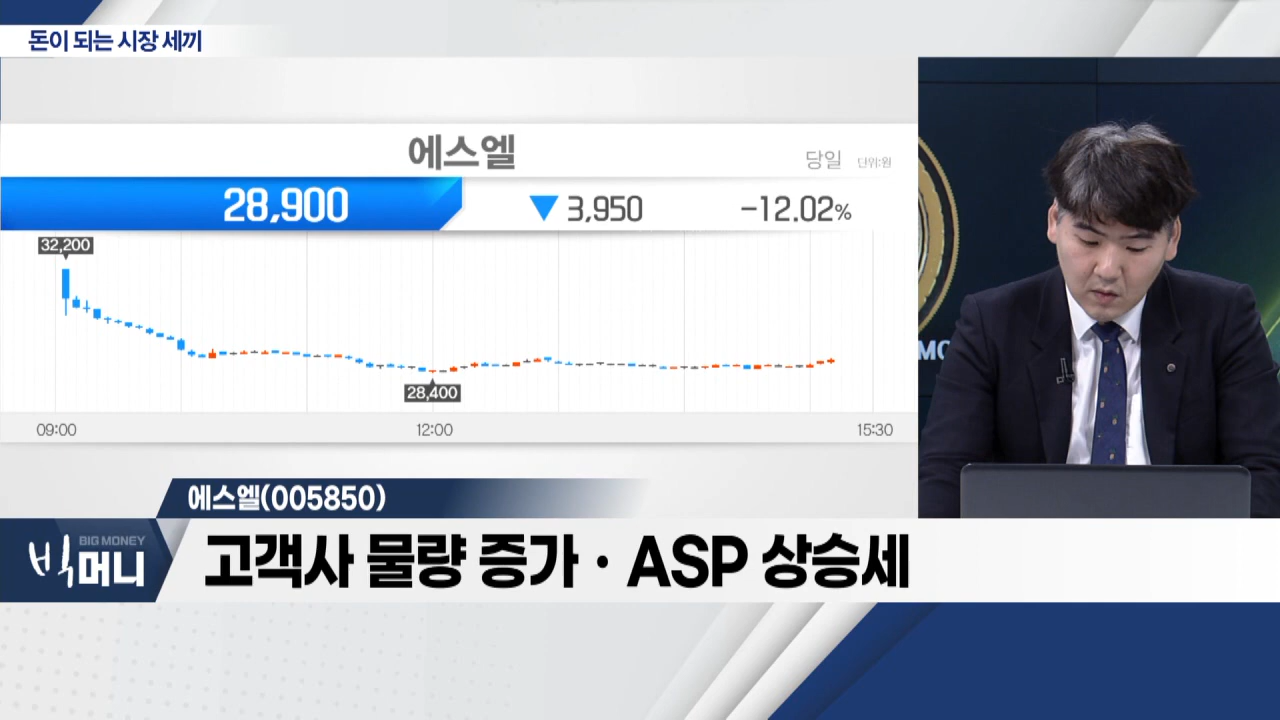 돈이 되는 시장 세끼
에스엘
당일 단위:원
28,900 ▼ 3,950 -12.02%
32,200
28,400
09:00 12:00 15:30
MO
에스엘(005850)
BIG MONEY
빅머니
고객사 물량 증가 · ASP 상승세